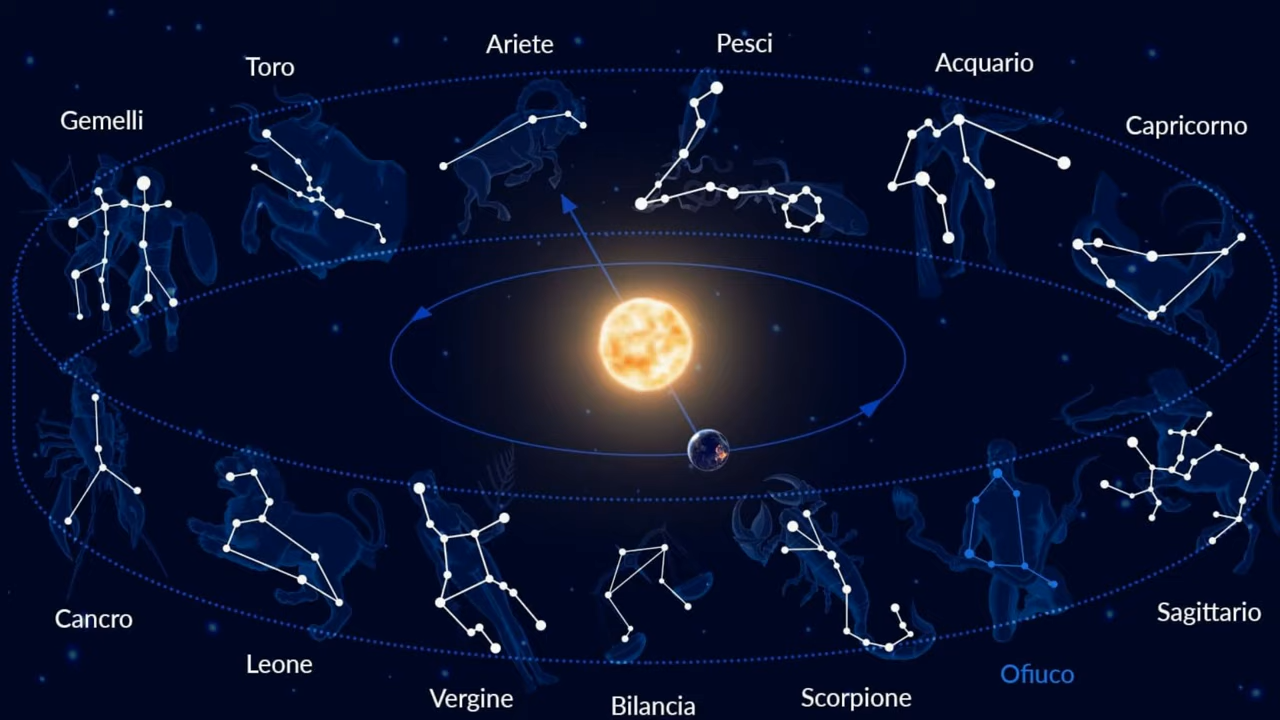 Ariete
Pesci
Toro
Acquario
Gemelli
Capricorno
Cancro
Sagittario
Leone
Ofiuco
Vergine
Scorpione
Bilancia